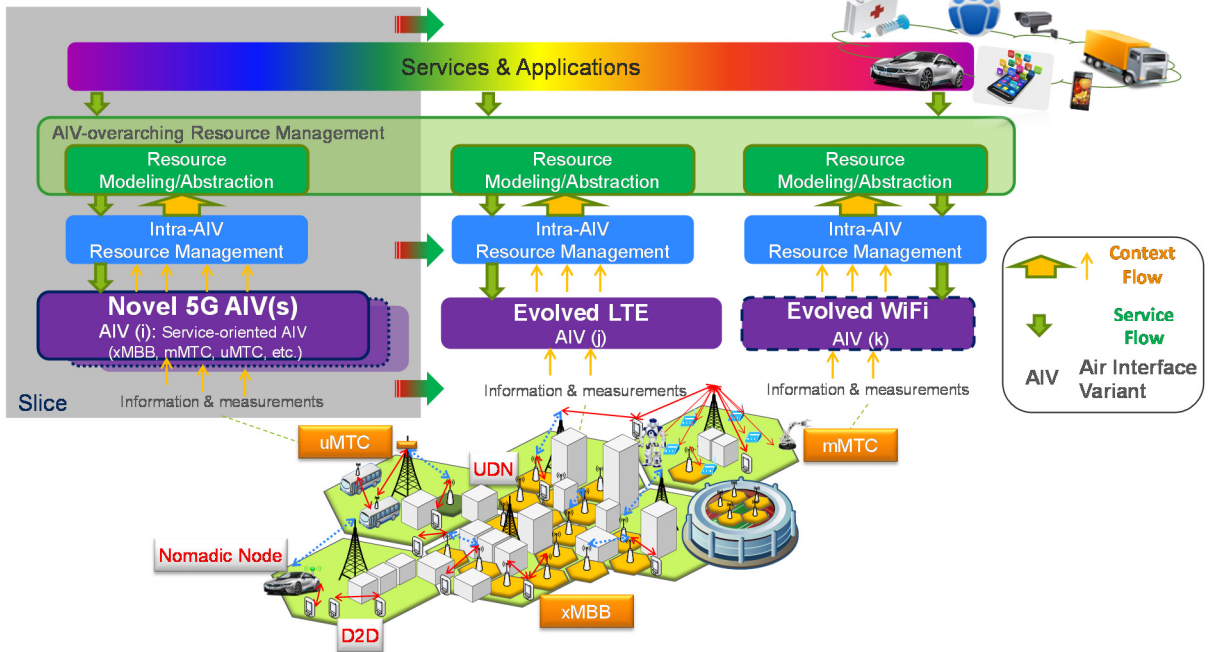 Services & Applications
AIV-overarching Resource Management
Resource
Modeling/Abstraction
Resource
Modeling/Abstraction
Resource
Modeling/Abstraction
Intra-AIV
Resource Management
Intra-AIV
Resource Management
Intra-AIV
Resource Management
Novel 5G AIV(s)
AIV (i): Service-oriented AIV
(xMBB, mMTC, uMTC, etc.)
Evolved LTE
AIV (j)
Evolved WiFi
AIV (k)
Context
Flow
Service
Flow
AIV
Air Interface
Variant
Slice
Information & measurements
Information & measurements
Information & measurements
uMTC
UDN
mMTC
Nomadic Node
D2D
xMBB